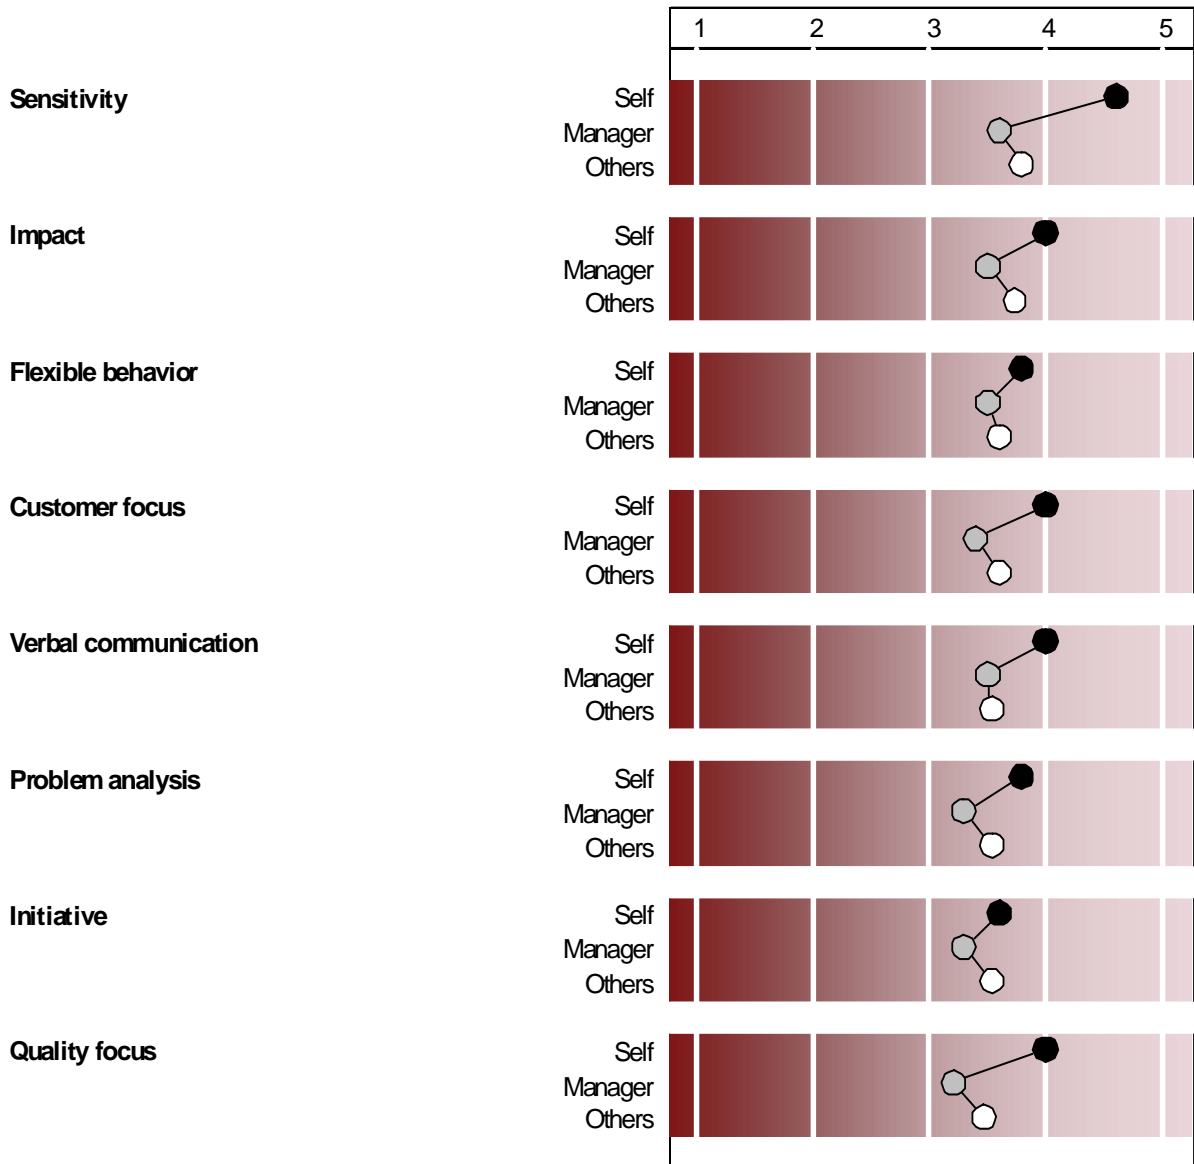 1 2 3 4 5
Sensitivity Self
Manager
Others
Impact Self
Manager
Others
Flexible behavior Self
Manager
Others
Customer focus Self
Manager
Others
Verbal communication Self
Manager
Others
Problem analysis Self
Manager
Others
Initiative Self
Manager
Others
Quality focus Self
Manager
Others